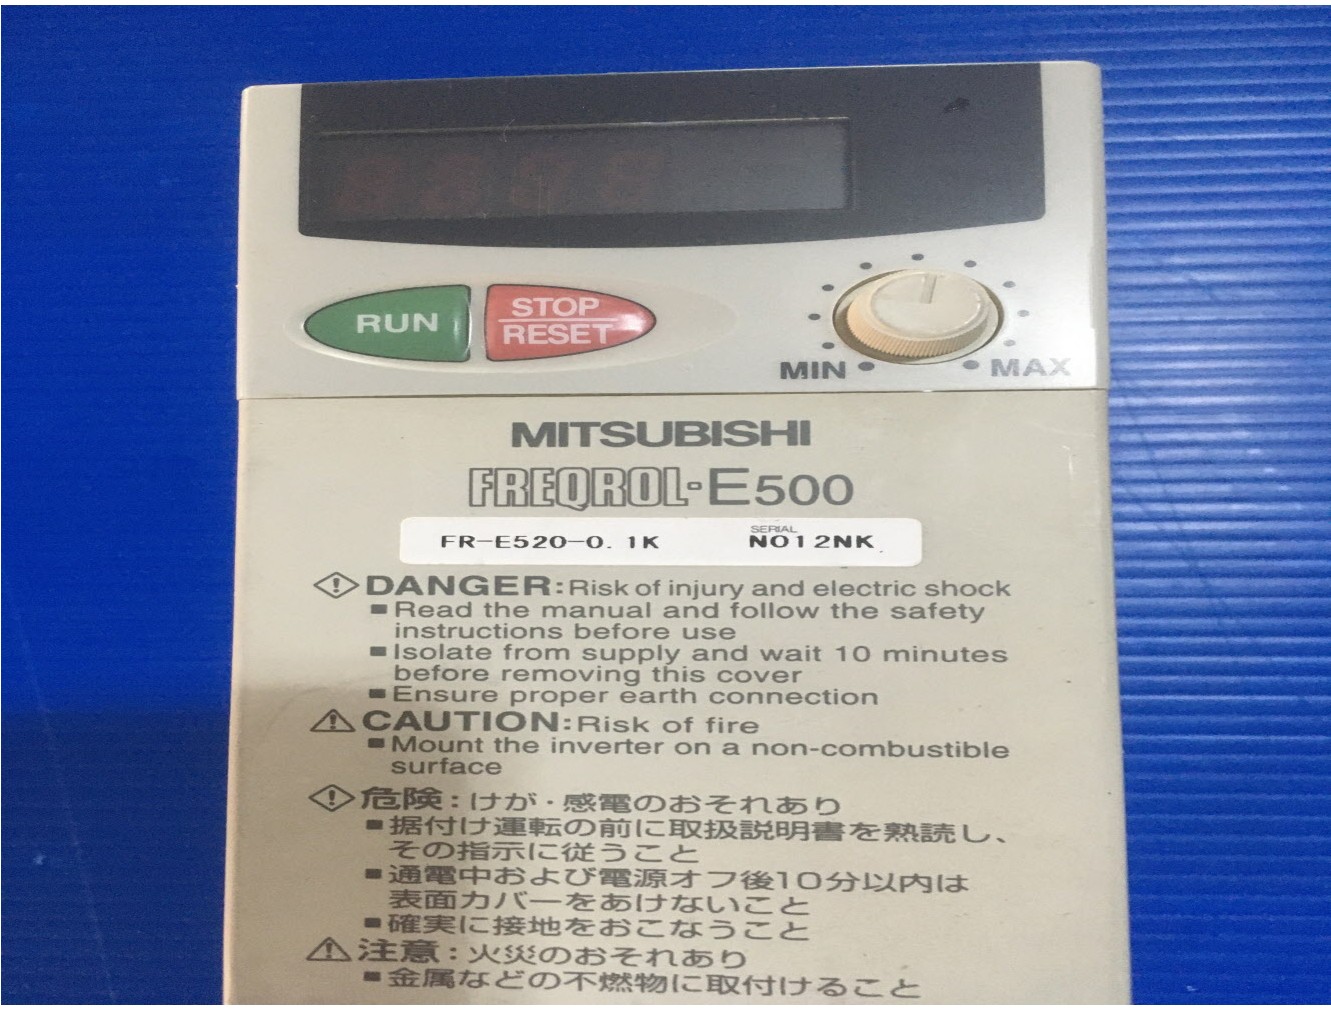 RUN
STOP
RESET
MIN
MAX
MITSUBISHI
FREQROL-E500
FR-E520-0.1K
SERIAL
N012NK
DANGER:Risk of injury and electric shock
■Read the manual and follow the safety
instructions before use
■Isolate from supply and wait 10 minutes
before removing this cover
■Ensure proper earth connection
CAUTION:Risk of fire
■Mount the inverter on a non-combustible
surface
危険:けが・感電のおそれあり
■据付け運転の前に取扱説明書を熟読し、
その指示に従うこと
■通電中および電源オフ後10分以内は
表面カバーをあけないこと
■確実に接地をおこなうこと
注意:火災のおそれあり
■金属などの不燃物に取付けること